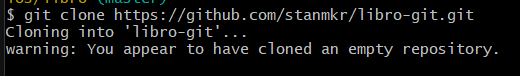 $ git clone https://github.com/stanmkr/libro-git.git
Cloning into 'libro-git'...
warning: You appear to have cloned an empty repository.